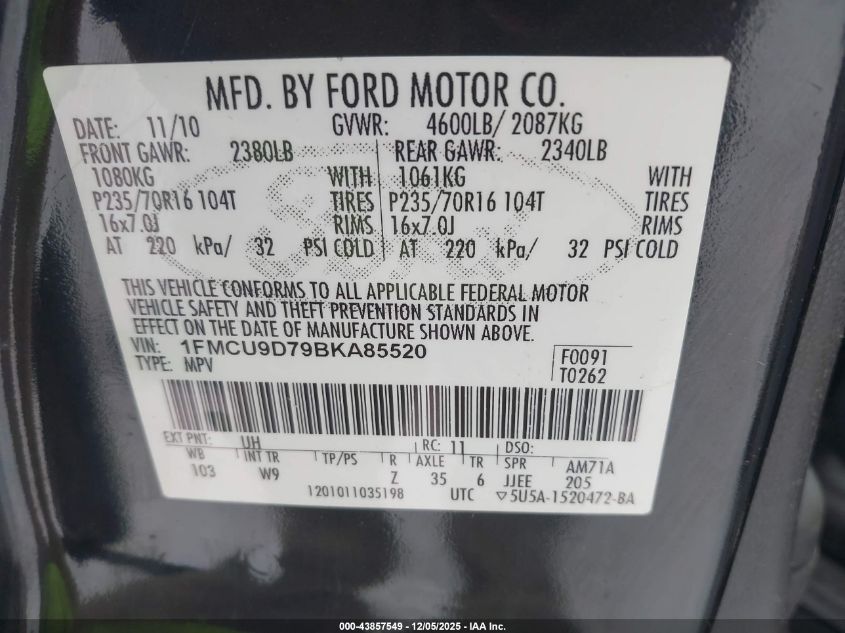 MFD. BY FORD MOTOR CO.
DATE: 11/10 GVWR: 4600LB/ 2087KG
FRONT GAWR: 2380LB REAR GAWR: 2340LB
1080KG WITH 1061KG WITH
P235/70R16 104T TIRES P235/70R16 104T TIRES
16x7.0J RIMS 16x7.0J RIMS
AT 220 kPa/ 32 PSI COLD AT 220 kPa/ 32 PSI COLD
THIS VEHICLE CONFORMS TO ALL APPLICABLE FEDERAL MOTOR
VEHICLE SAFETY AND THEFT PREVENTION STANDARDS IN
EFFECT ON THE DATE OF MANUFACTURE SHOWN ABOVE.
VIN: 1FMCU9D79BKA85520 F0091
TYPE: MPV T0262
EXT PNT: UH RC: 11 DSO:
WB INT TR TP/PS R AXLE TR SPR AM71A
103 W9 Z 35 6 JJEE 205
1201011035198 UTC ▽5U5A-1520472-BA
000-43857549 - 12/05/2025 - IAA Inc.